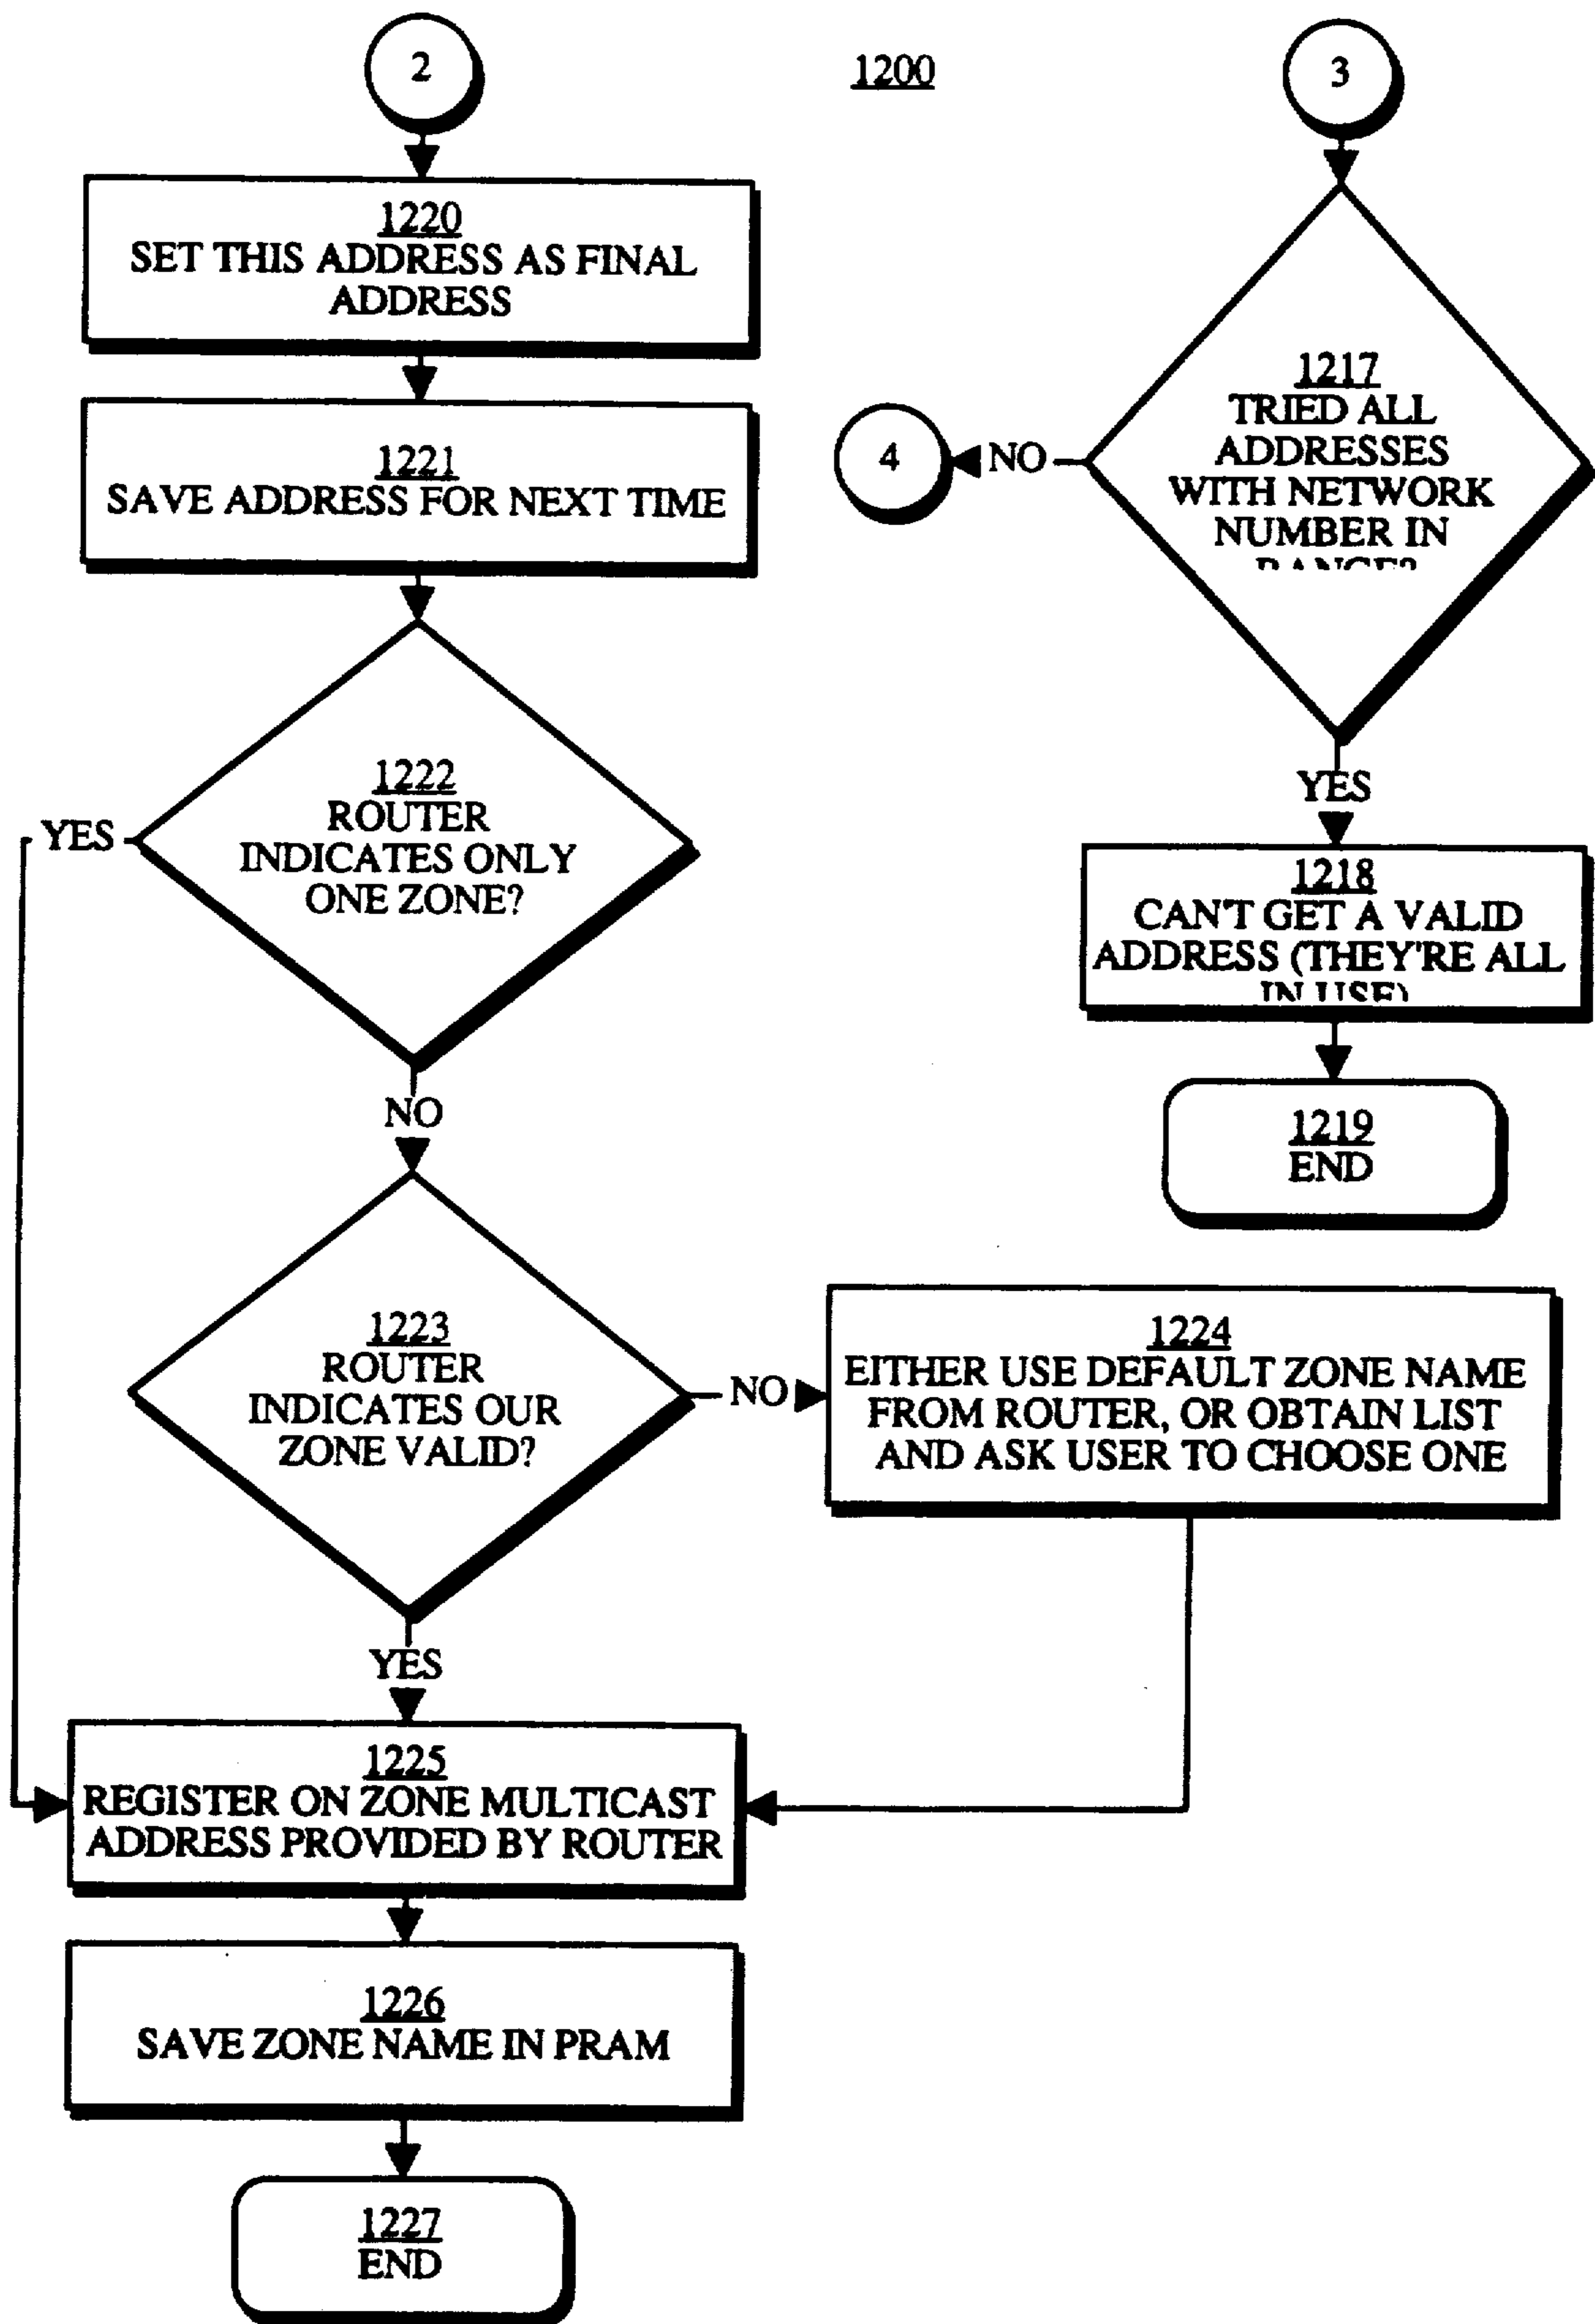 2
1200
3
1220
SET THIS ADDRESS AS FINAL
ADDRESS
1221
SAVE ADDRESS FOR NEXT TIME
1222
ROUTER
INDICATES ONLY
ONE ZONE?
YES
NO
1223
ROUTER
INDICATES OUR
ZONE VALID?
NO
1224
EITHER USE DEFAULT ZONE NAME
FROM ROUTER, OR OBTAIN LIST
AND ASK USER TO CHOOSE ONE
YES
1225
REGISTER ON ZONE MULTICAST
ADDRESS PROVIDED BY ROUTER
1226
SAVE ZONE NAME IN PRAM
1227
END
1217
TRIED ALL
ADDRESSES
WITH NETWORK
NUMBER IN
RANGE?
NO
4
YES
1218
CAN'T GET A VALID
ADDRESS (THEY'RE ALL
IN USE)
1219
END